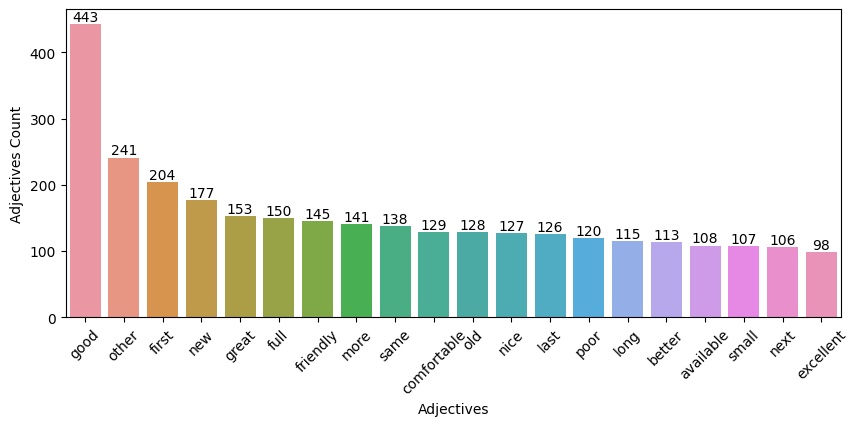 443
241
204
177
153
150
145
141
138
129
128
127
126
120
115
113
108
107
106
98
400
300
200
100
0
Adjectives Count
good
other
first
new
great
full
friendly
more
same
comfortable
old
nice
last
poor
long
better
available
small
next
excellent
Adjectives